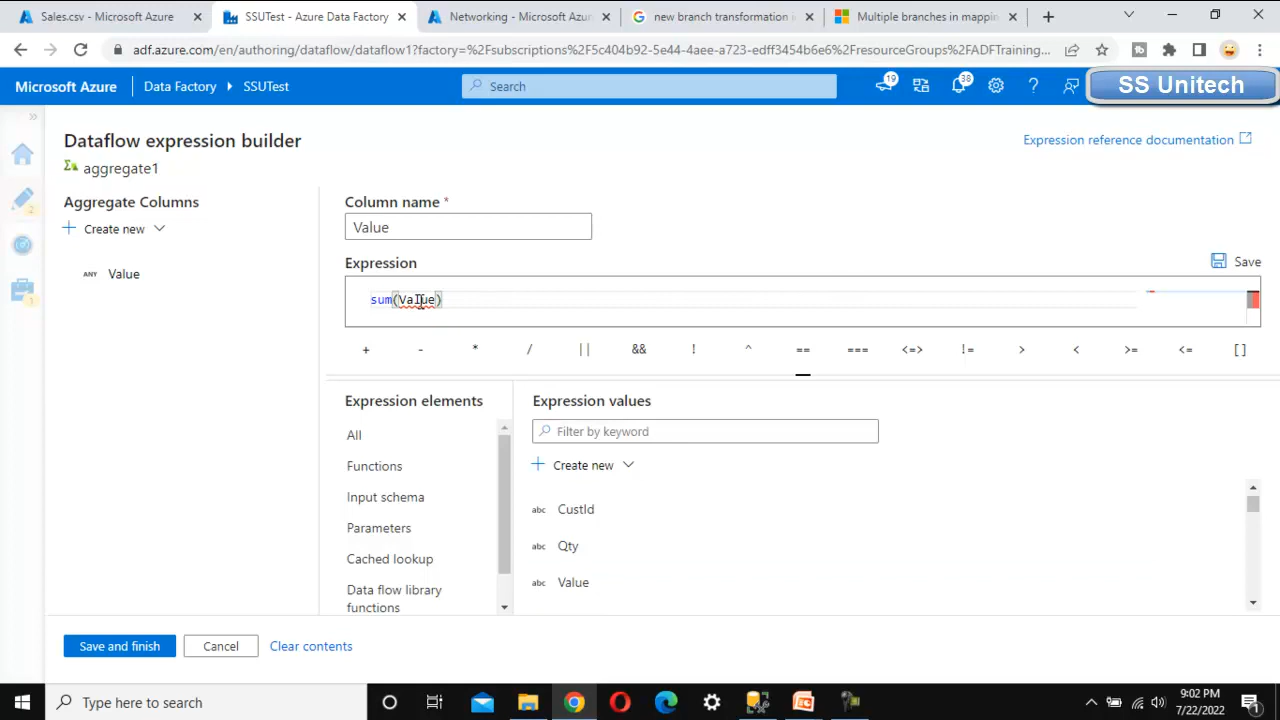 Sales.csv - Microsoft Azure
SSUTest - Azure Data Factory
Networking - Microsoft Azur
new branch transformation i
Multiple branches in mappin
adf.azure.com/en/authoring/dataflow/dataflow1?factory=%2Fsubscriptions%2F5c404b92-5e44-4aee-a723-edff3454b6e6%2FresourceGroups%2FADFTraining...
Microsoft Azure
Data Factory
SSUTest
Search
19
38
SS Unitech
Dataflow expression builder
Expression reference documentation
aggregate1
Aggregate Columns
Create new
ANY Value
Column name *
Value
Expression
Save
sum(Value)
+ - * / || && ! ^ == === <=> != > < >= <= []
Expression elements
All
Functions
Input schema
Parameters
Cached lookup
Data flow library
functions
Expression values
Filter by keyword
Create new
abc CustId
abc Qty
abc Value
2
1
Save and finish
Cancel
Clear contents
Type here to search
9:02 PM
7/22/2022
1